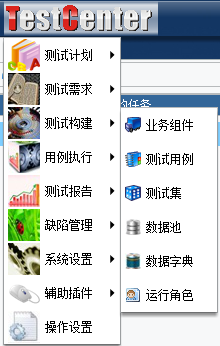 TestCenter
测试计划
测试需求
的任务
测试构建
业务组件
用例执行
测试用例
测试报告
测试集
缺陷管理
数据池
系统设置
数据字典
辅助插件
运行角色
操作设置